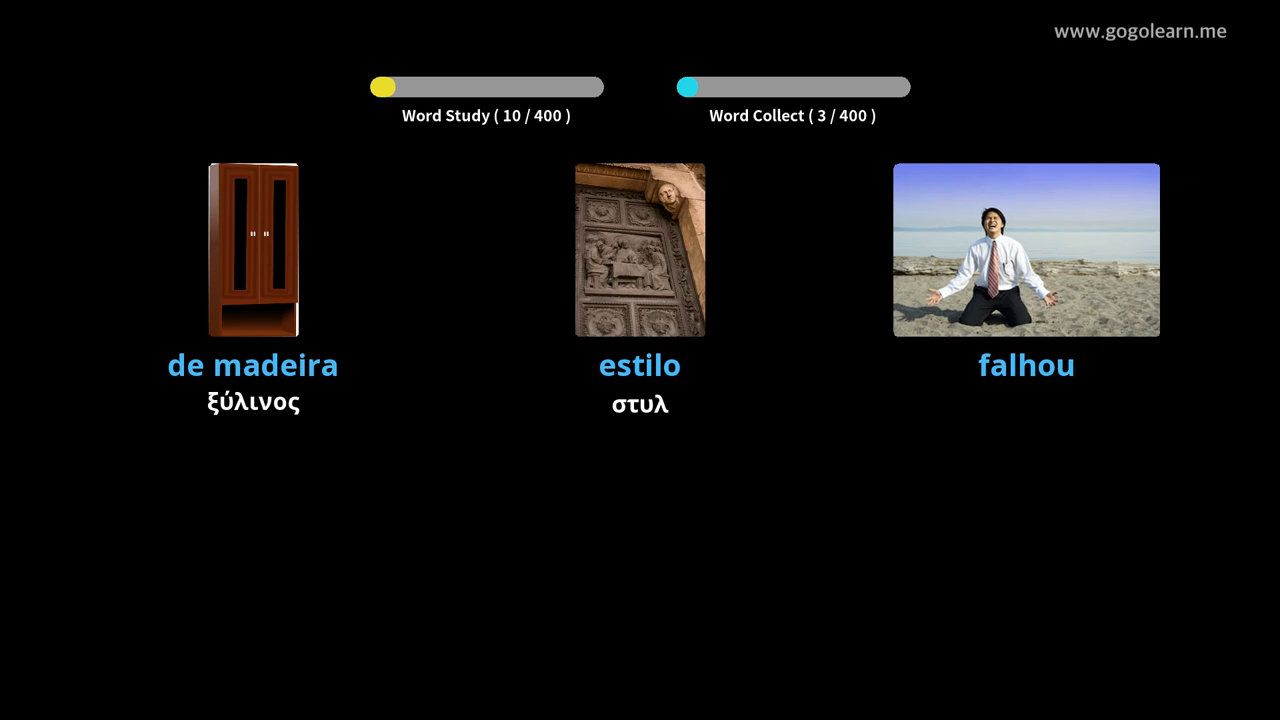 www.gogolearn.me
Word Study ( 10 / 400 )
Word Collect ( 3 / 400 )
de madeira
ξύλινος
estilo
στυλ
falhou